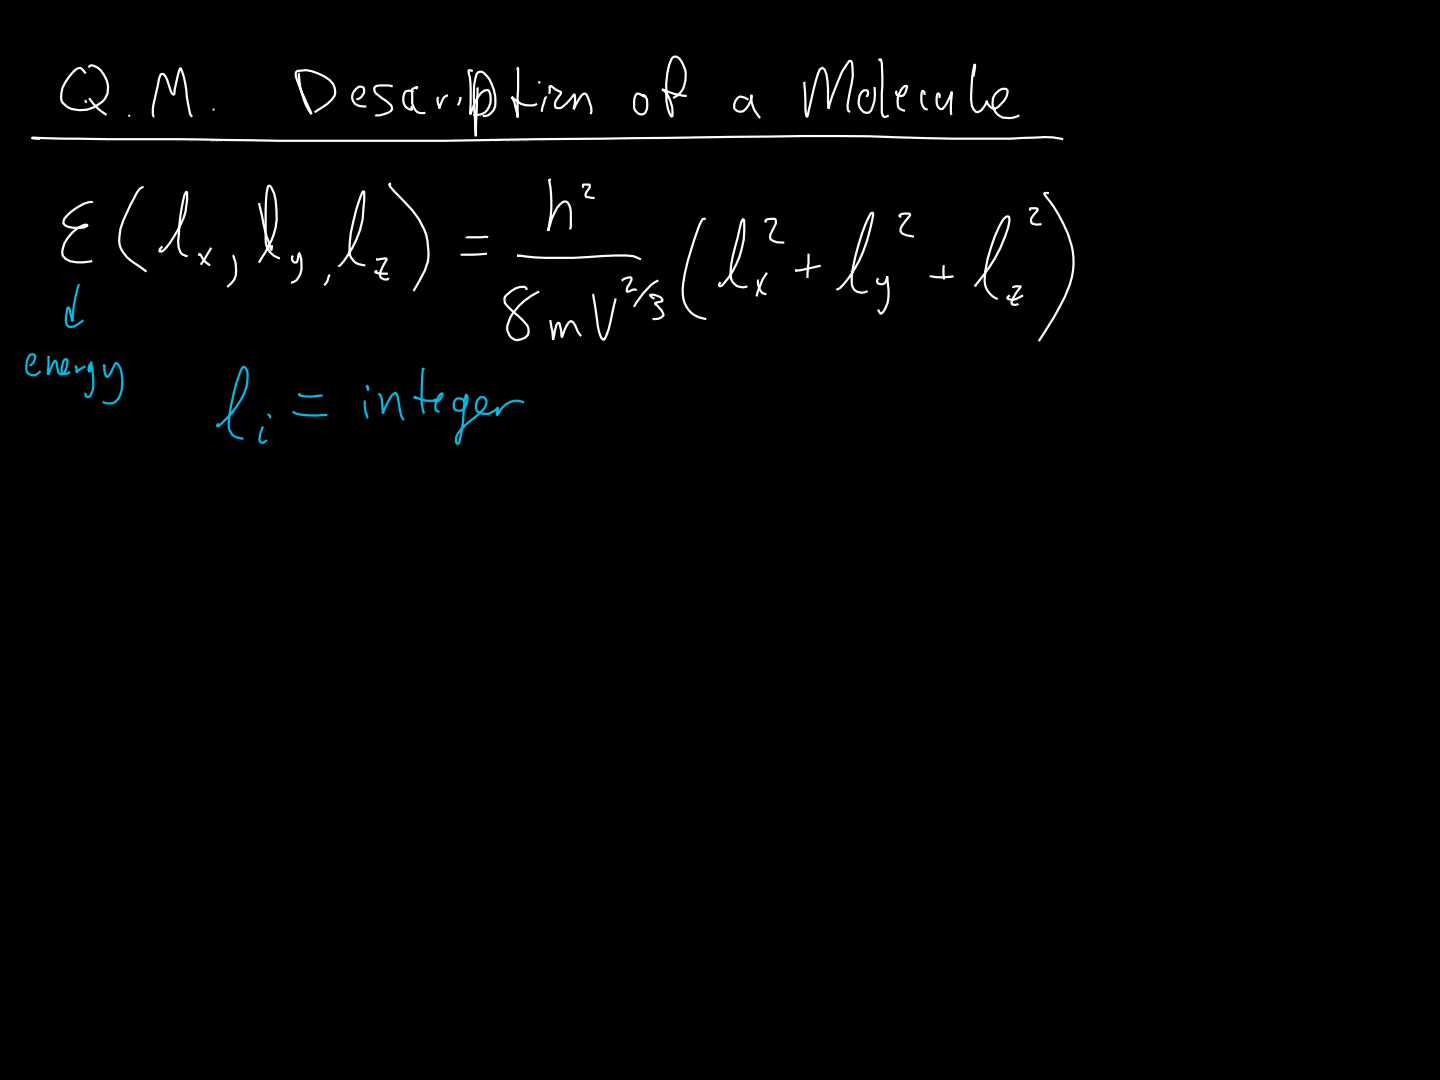 Q.M. Description of a Molecule
ε(lx, ly, lz) = h²/8mV^2/3 (lx² + ly² + lz²)
energy
li = integer